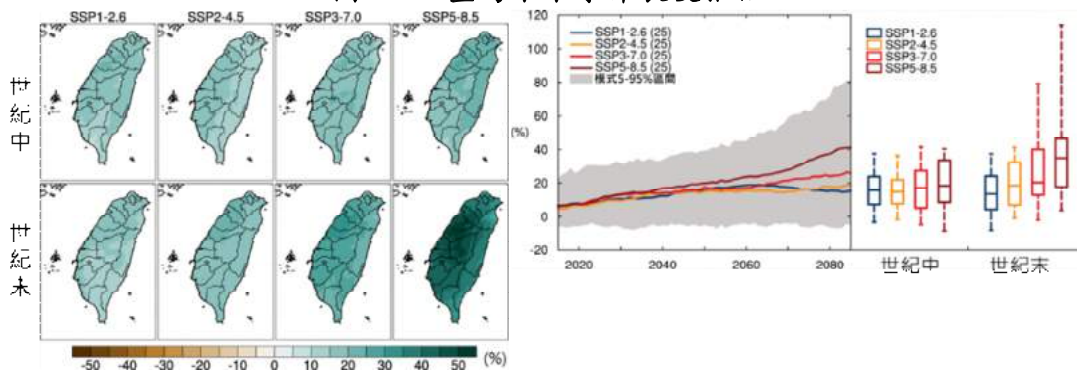 SSP1-2.6 SSP2-4.5 SSP3-7.0 SSP5-8.5
世紀中
世紀末
-50 -40 -30 -20 -10 0 10 20 30 40 50 (%)
120
100
80
60
40
20
0
-20
(%)
SSP1-2.6 (25)
SSP2-4.5 (25)
SSP3-7.0 (25)
SSP5-8.5 (25)
模式5-95%區間
2020 2040 2060 2080
SSP1-2.6
SSP2-4.5
SSP3-7.0
SSP5-8.5
世紀中 世紀末